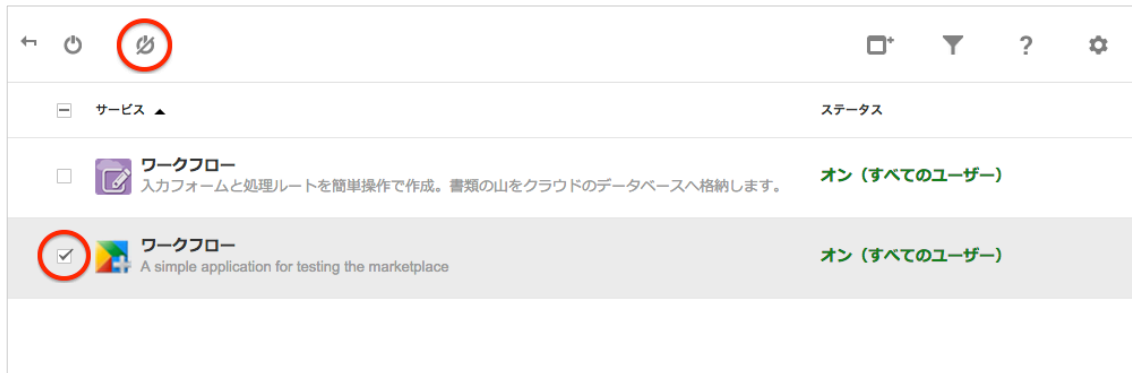 ?
サービス ▲
ステータス
ワークフロー
入力フォームと処理ルートを簡単操作で作成。書類の山をクラウドのデータベースへ格納します。
オン（すべてのユーザー）
ワークフロー
A simple application for testing the marketplace
オン（すべてのユーザー）